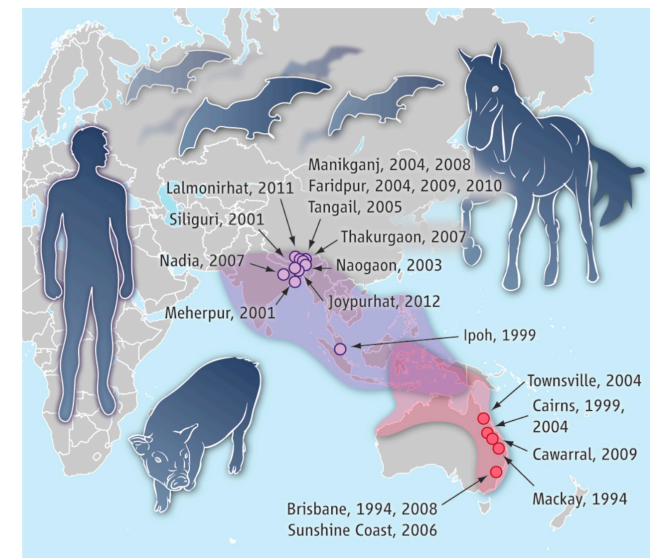 Manikganj, 2004, 2008
Lalmonirhat, 2011
Faridpur, 2004, 2009, 2010
Tangail, 2005
Siliguri, 2001
Thakurgaon, 2007
Nadia, 2007
Naogaon, 2003
Meherpur, 2001
Joypurhat, 2012
Ipoh, 1999
Townsville, 2004
Cairns, 1999,
2004
Cawarral, 2009
Mackay, 1994
Brisbane, 1994, 2008
Sunshine Coast, 2006